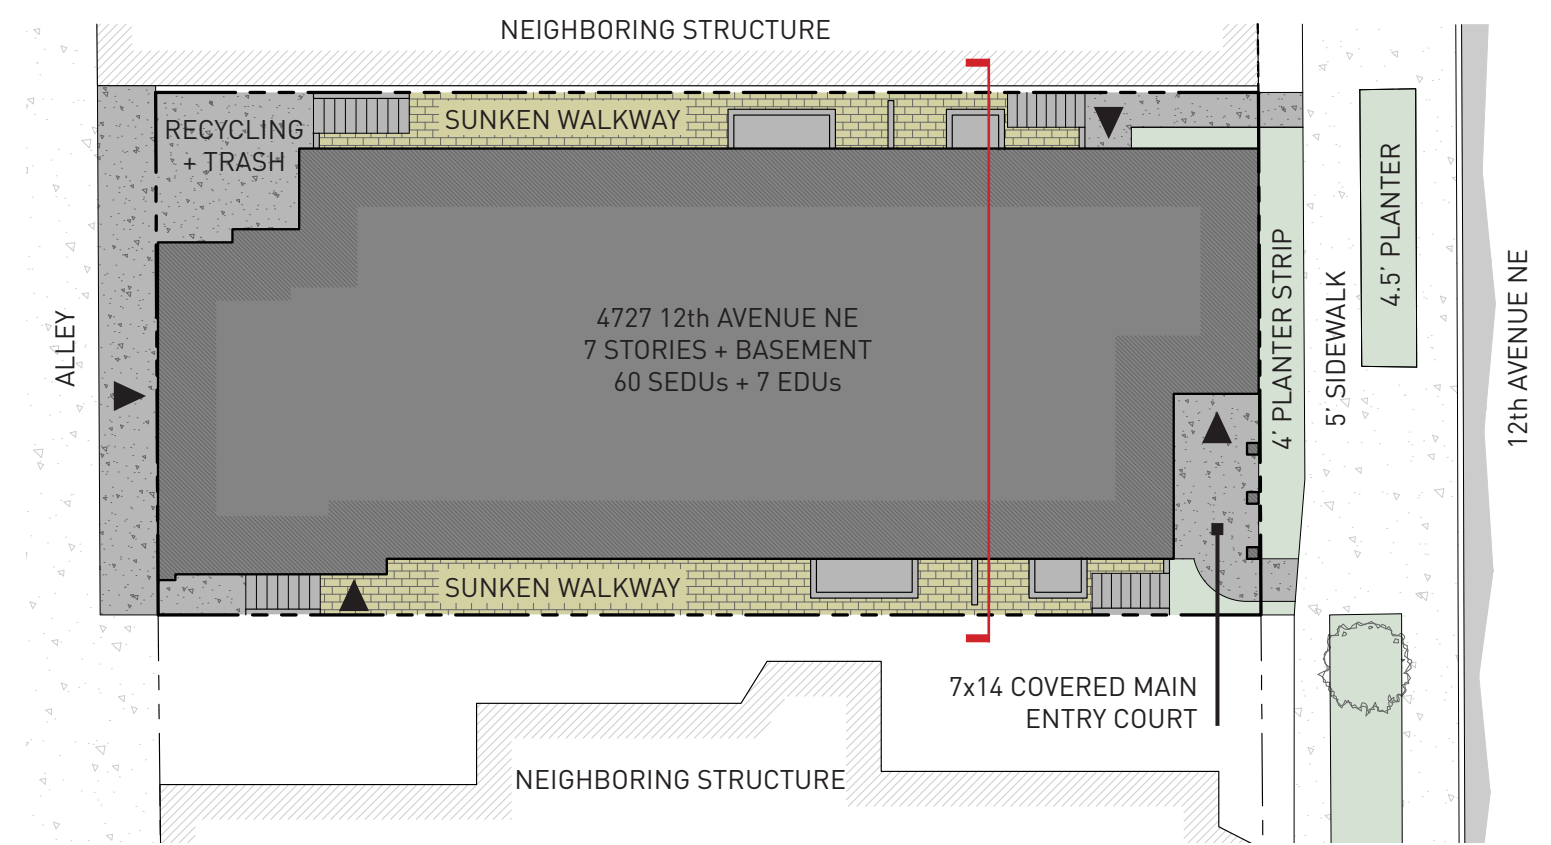 NEIGHBORING STRUCTURE
RECYCLING
+ TRASH
SUNKEN WALKWAY
4.5’ PLANTER
4’ PLANTER STRIP
5’ SIDEWALK
12th AVENUE NE
ALLEY
4727 12th AVENUE NE
7 STORIES + BASEMENT
60 SEDUs + 7 EDUs
SUNKEN WALKWAY
7x14 COVERED MAIN
ENTRY COURT
NEIGHBORING STRUCTURE